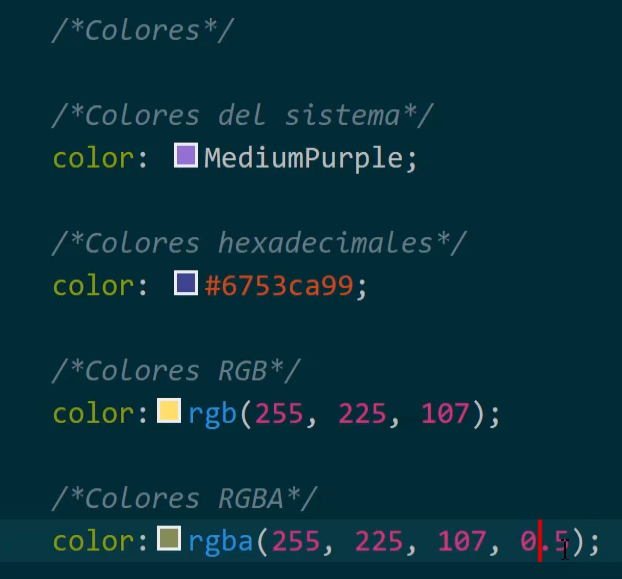 /*Colores*/
/*Colores del sistema*/
color: MediumPurple;
/*Colores hexadecimales*/
color: #6753ca99;
/*Colores RGB*/
color: rgb(255, 225, 107);
/*Colores RGBA*/
color: rgba(255, 225, 107, 0.5);